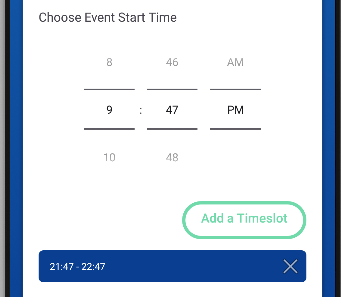 Choose Event Start Time
8 46 AM
9 : 47 PM
10 48
Add a Timeslot
21:47 - 22:47